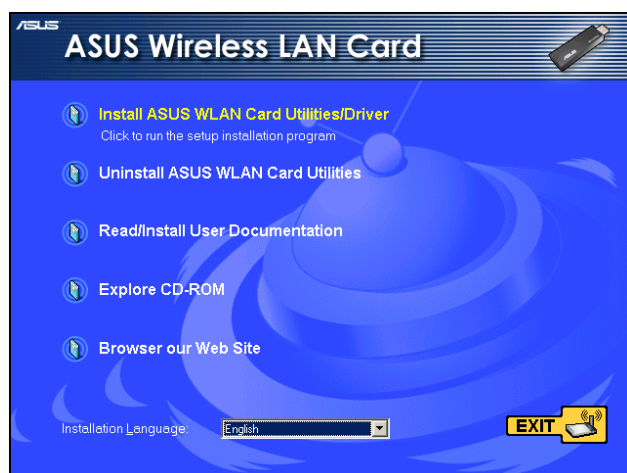 ASUS
ASUS Wireless LAN Card
Install ASUS WLAN Card Utilities/Driver
Click to run the setup installation program
Uninstall ASUS WLAN Card Utilities
Read/Install User Documentation
Explore CD-ROM
Browser our Web Site
Installation Language: English
EXIT